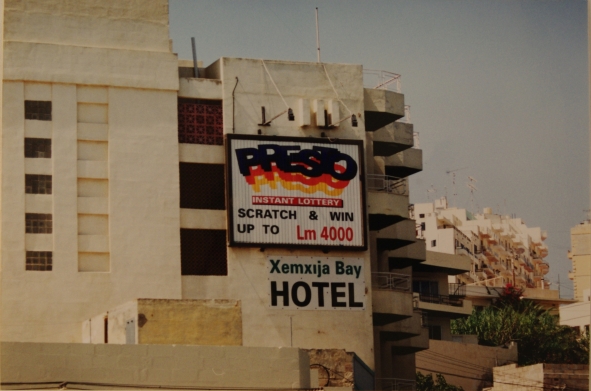 PRESTO
INSTANT LOTTERY
SCRATCH & WIN
UP TO Lm 4000
Xemxija Bay
HOTEL